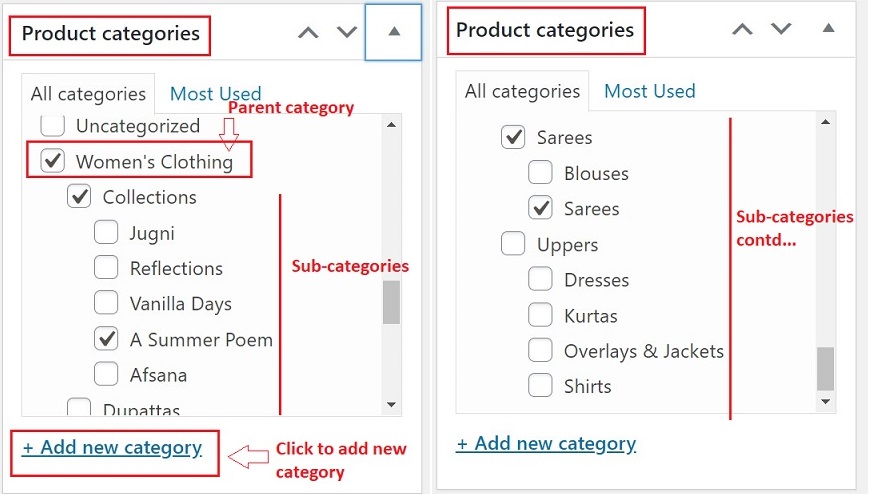 Product categories
All categories
Most Used
Parent category
Uncategorized
Women's Clothing
Collections
Jugni
Reflections
Sub-categories
Vanilla Days
A Summer Poem
Afsana
Dupattas
+ Add new category
Click to add new
category
Product categories
All categories
Most Used
Sarees
Blouses
Sarees
Sub-categories
contd...
Uppers
Dresses
Kurtas
Overlays & Jackets
Shirts
+ Add new category